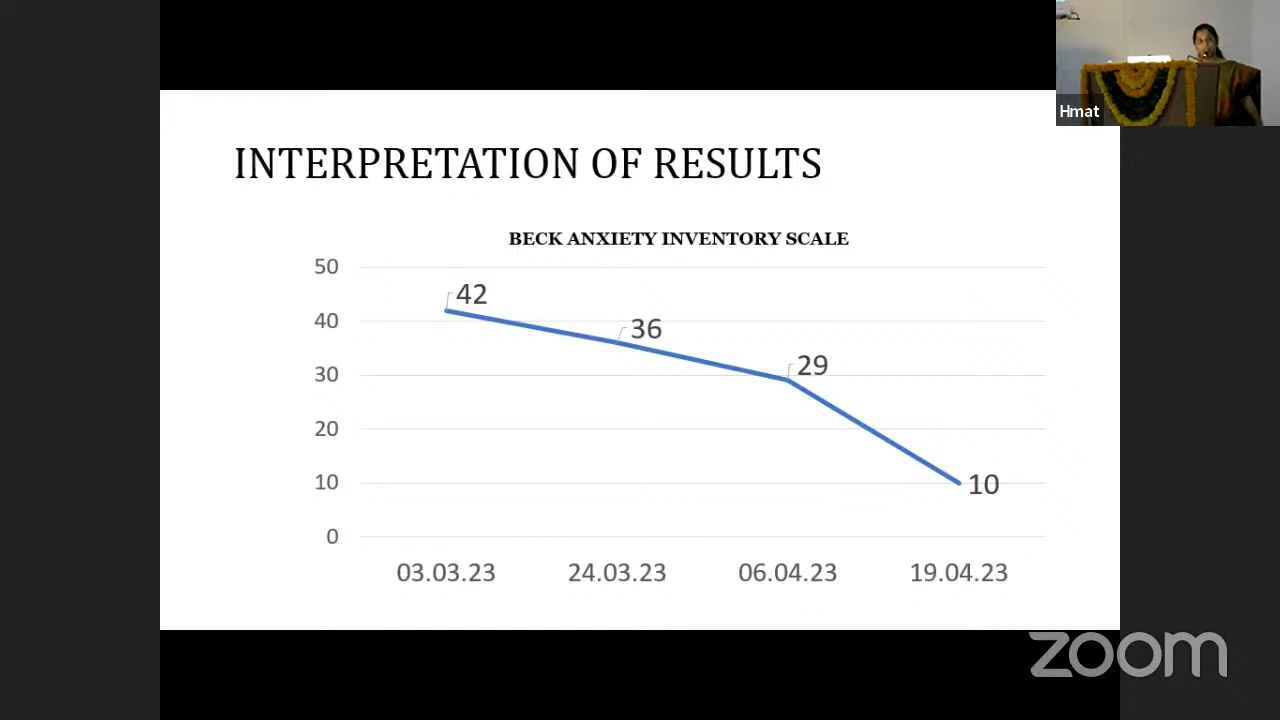 Hmat
INTERPRETATION OF RESULTS
BECK ANXIETY INVENTORY SCALE
50
40
30
20
10
0
42
36
29
10
03.03.23 24.03.23 06.04.23 19.04.23
zoom